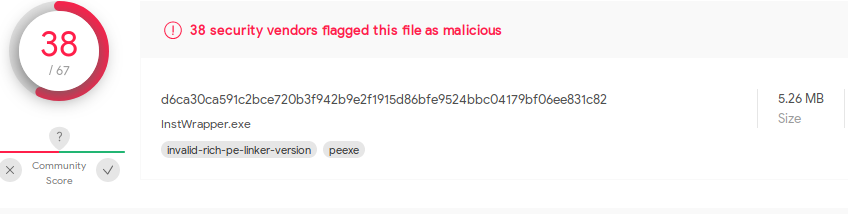 38
/ 67
?
Community
Score
38 security vendors flagged this file as malicious
d6ca30ca591c2bce720b3f942b9e2f1915d86bfe9524bbc04179bf06ee831c82
InstWrapper.exe
invalid-rich-pe-linker-version peexe
5.26 MB
Size